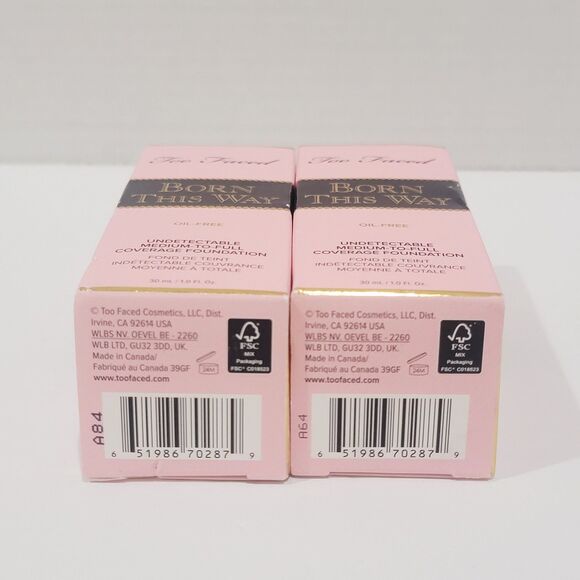 Too Faced
BORN
THIS WAY
OIL-FREE
UNDETECTABLE
MEDIUM-TO-FULL
COVERAGE FOUNDATION
FOND DE TEINT
INDÉTECTABLE COUVRANCE
MOYENNE À TOTALE
30 mL / 1.0 Fl. Oz.
© Too Faced Cosmetics, LLC, Dist.
Irvine, CA 92614 USA
WLBS NV. OEVEL BE - 2260
WLB LTD, GU32 3DD, UK.
Made in Canada/
Fabriqué au Canada 39GF
www.toofaced.com
24M
FSC
MIX
Packaging
FSC® C018523
A84
6 51986 70287 9
Too Faced
BORN
THIS WAY
OIL-FREE
UNDETECTABLE
MEDIUM-TO-FULL
COVERAGE FOUNDATION
FOND DE TEINT
INDÉTECTABLE COUVRANCE
MOYENNE À TOTALE
30 mL / 1.0 Fl. Oz.
© Too Faced Cosmetics, LLC, Dist.
Irvine, CA 92614 USA
WLBS NV. OEVEL BE - 2260
WLB LTD, GU32 3DD, UK.
Made in Canada/
Fabriqué au Canada 39GF
www.toofaced.com
24M
FSC
MIX
Packaging
FSC® C018523
A64
6 51986 70287 9